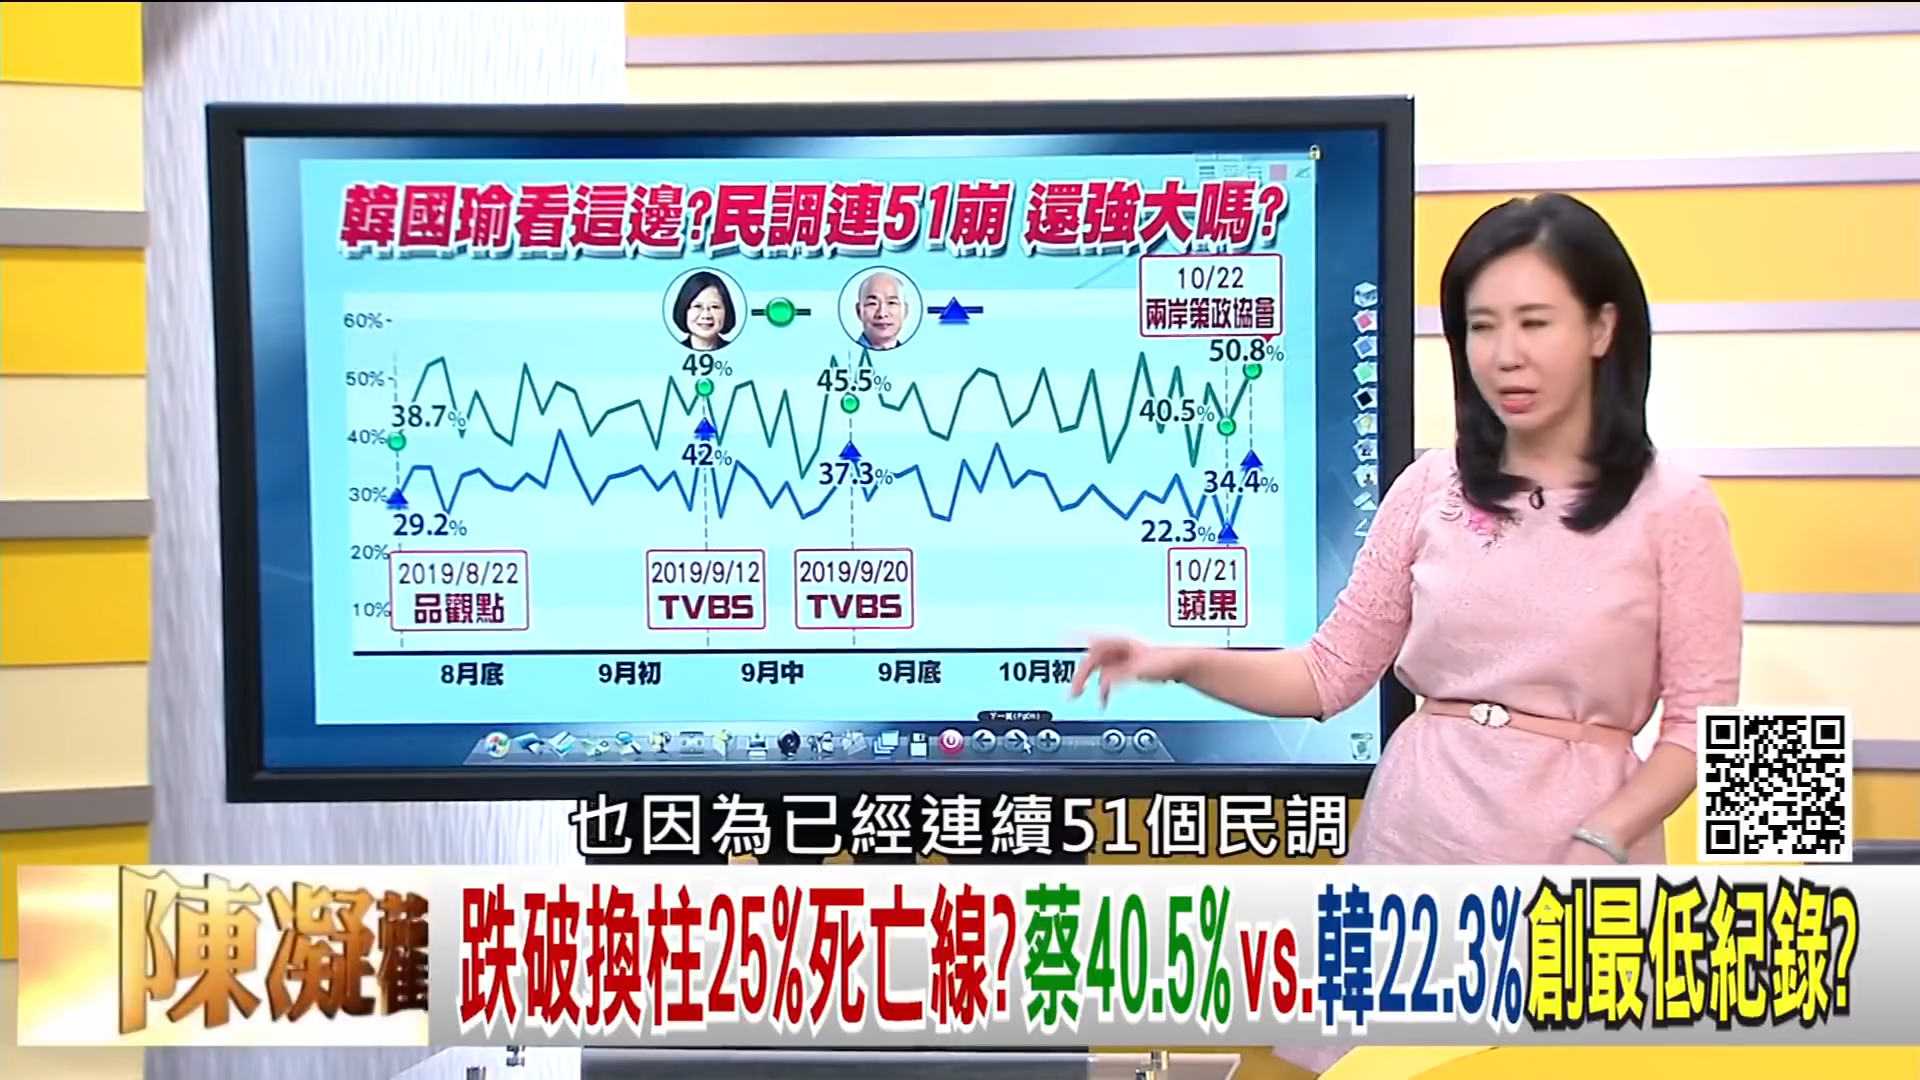 韓國瑜看這邊?民調連51崩 還強大嗎?
10/22
兩岸策政協會
60%
50%
40%
30%
20%
10%
38.7%
49%
45.5%
40.5%
50.8%
29.2%
42%
37.3%
22.3%
34.4%
2019/8/22
品觀點
2019/9/12
TVBS
2019/9/20
TVBS
10/21
蘋果
8月底
9月初
9月中
9月底
10月初
下一頁(PgDn)
也因為已經連續51個民調
陳凝觀
跌破換柱25%死亡線?蔡40.5%vs.韓22.3%創最低紀錄?